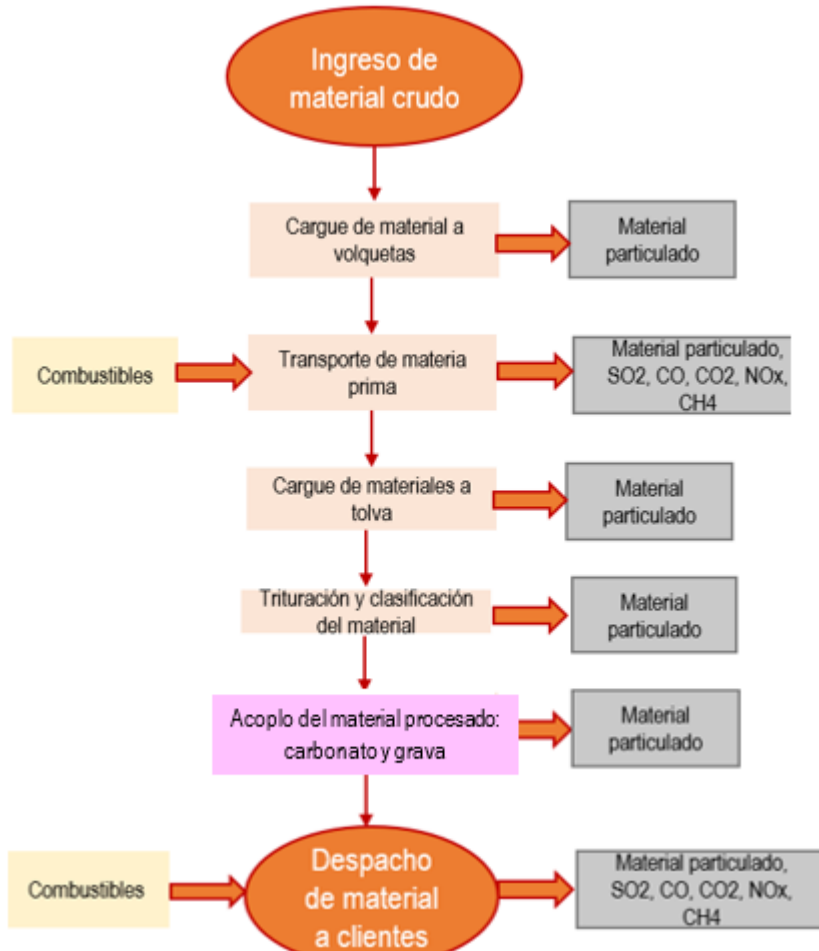 Ingreso de
material crudo
Cargue de material a
volquetas
Material
particulado
Combustibles
Transporte de materia
prima
Material particulado,
SO2, CO, CO2, NOx,
CH4
Cargue de materiales a
tolva
Material
particulado
Trituración y clasificación
del material
Material
particulado
Acoplo del material procesado:
carbonato y grava
Material
particulado
Combustibles
Despacho
de material
a clientes
Material particulado,
SO2, CO, CO2, NOx,
CH4